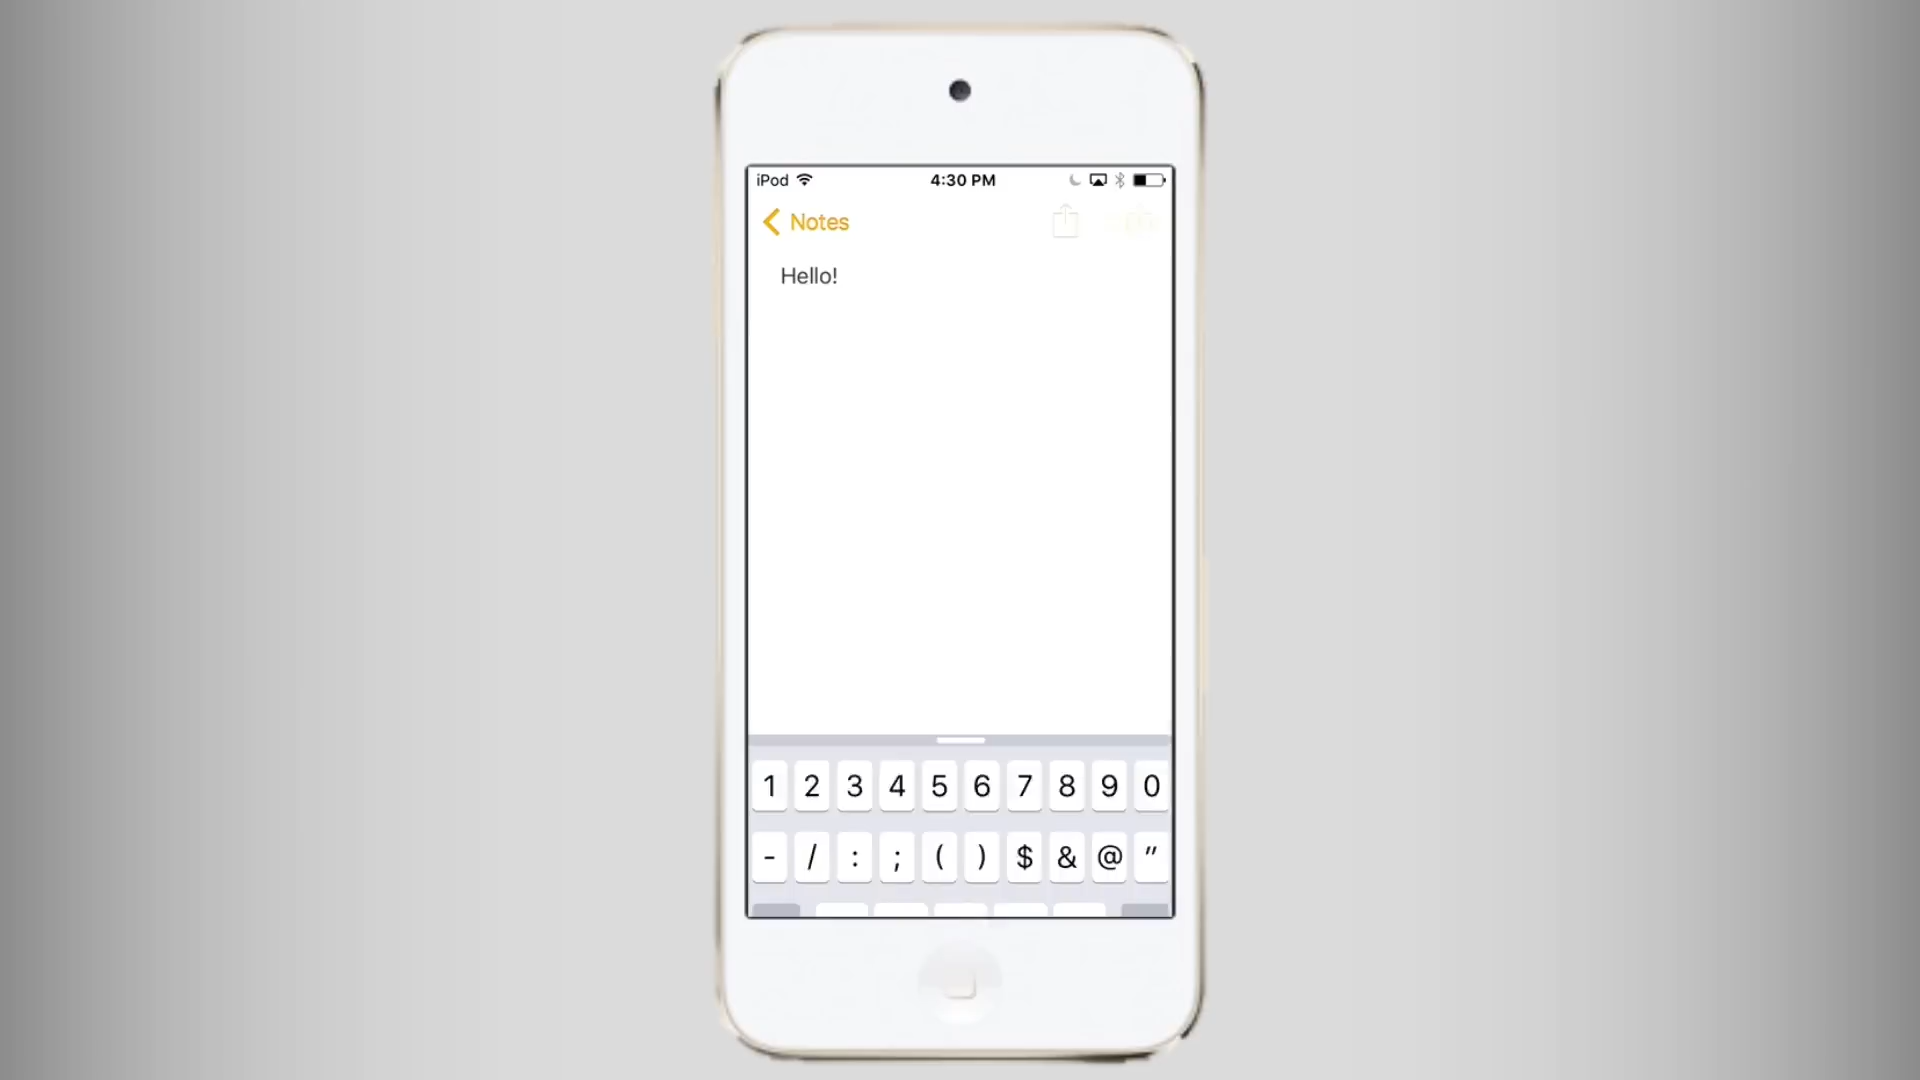 iPod 4:30 PM
Notes
Hello!
1 2 3 4 5 6 7 8 9 0
- / : ; ( ) $ & @ "